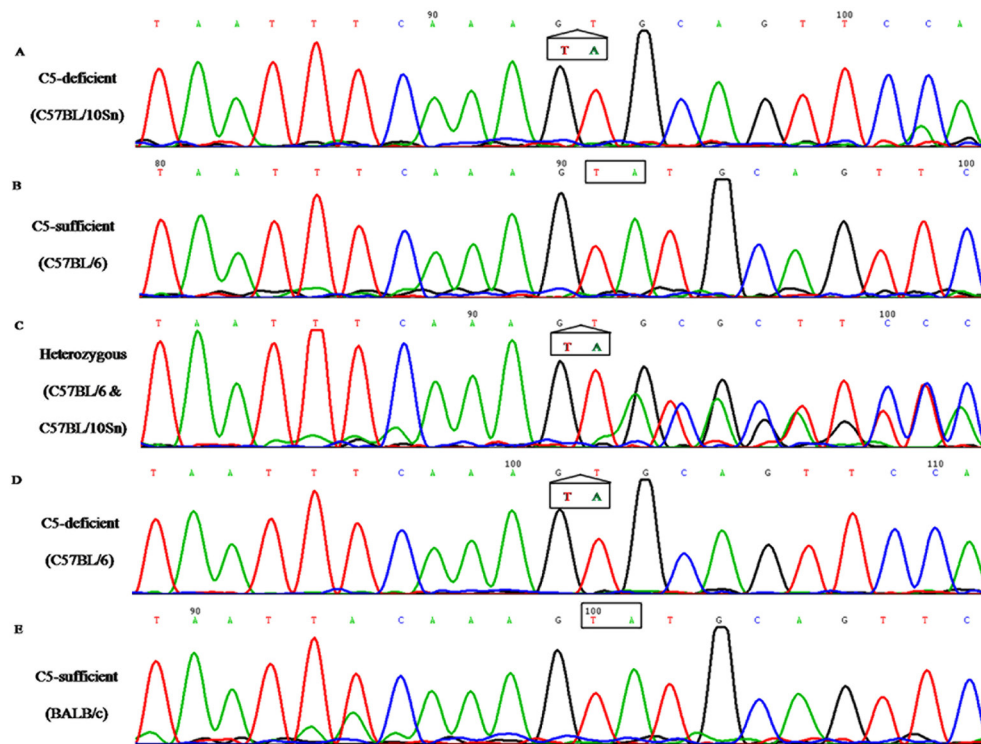 90 100
T A A T T T C A A A G T G C A G T T C C A
A
T A
C5-deficient
(C57BL/10Sn)
80 90 100
T A A T T T C A A A G T A T G C A G T T C
B
C5-sufficient
(C57BL/6)
90 100
T A A T T T C A A A G T G C G C T T C C C
C
T A
Heterozygous
(C57BL/6 &
C57BL/10Sn)
100 110
T A A T T T C A A A G T G C A G T T C C A
D
T A
C5-deficient
(C57BL/6)
90 100
T A A T T A C A A A G T A T G C A G T T C
E
C5-sufficient
(BALB/c)